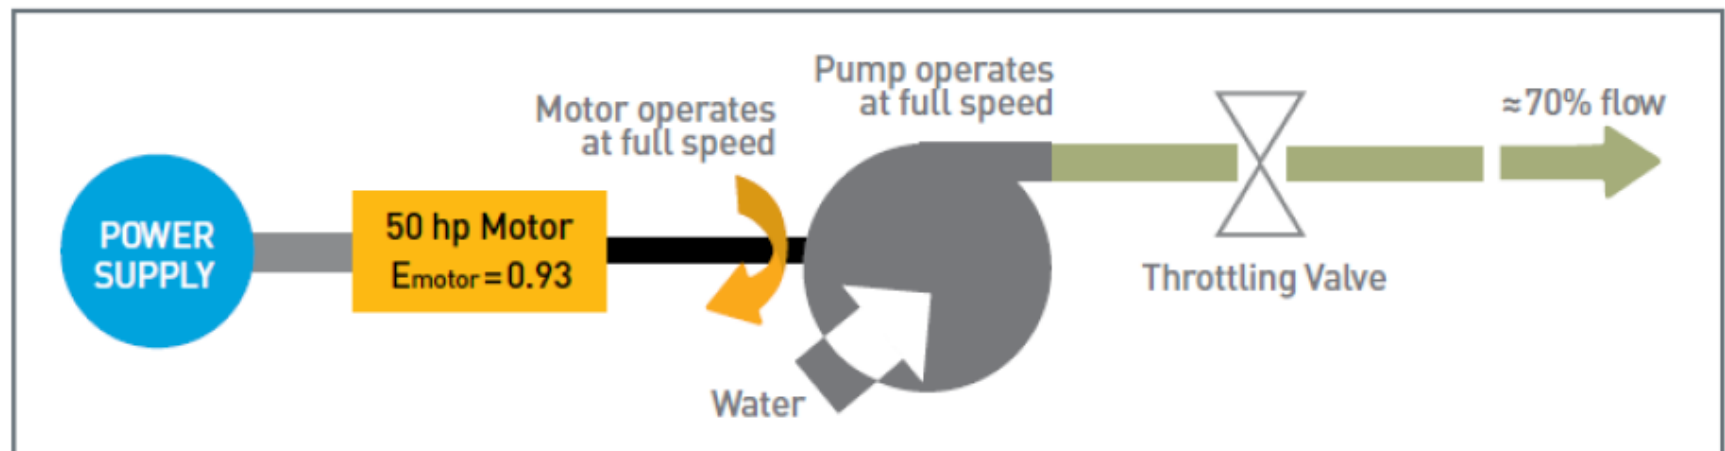 Pump operates
at full speed
Motor operates
at full speed
≈70% flow
POWER
SUPPLY
50 hp Motor
Emotor=0.93
Throttling Valve
Water